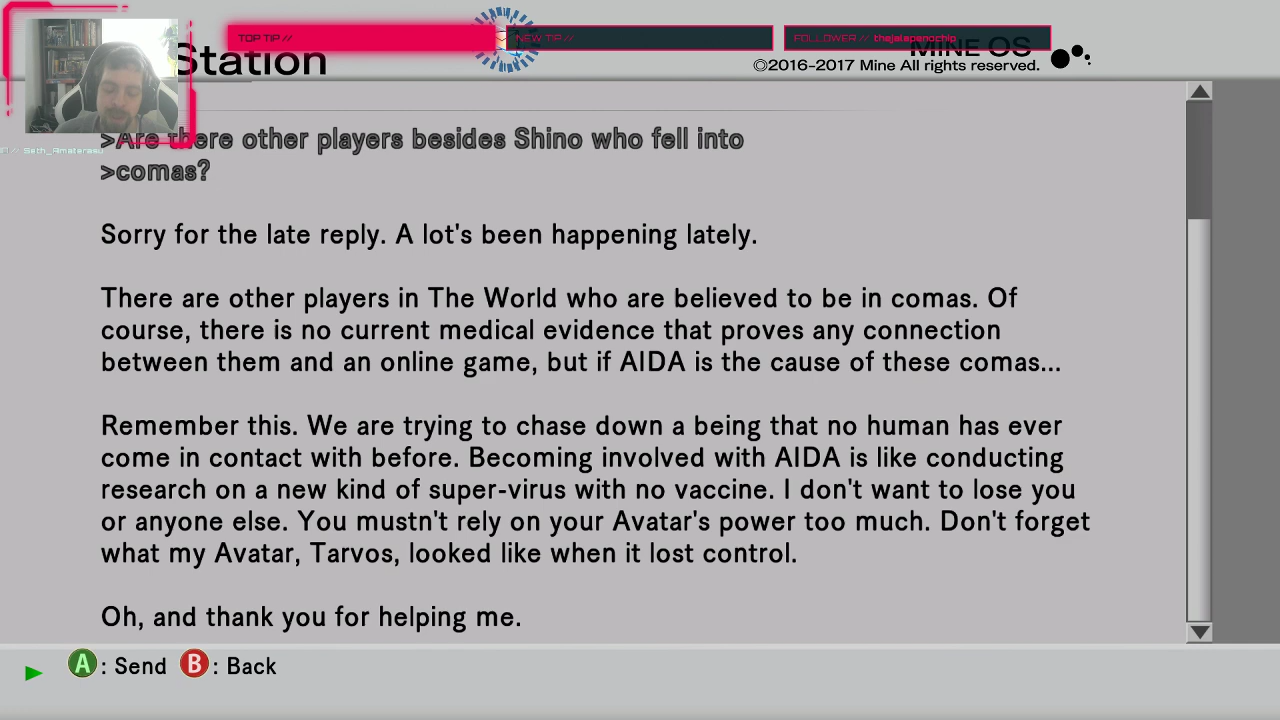 TOP TIP //
NEW TIP //
FOLLOWER // thejalapenochip
Station
MINE OS
©2016-2017 Mine All rights reserved.
>Are there other players besides Shino who fell into
>comas?
Seth_Amaterasu
Sorry for the late reply. A lot's been happening lately.
There are other players in The World who are believed to be in comas. Of
course, there is no current medical evidence that proves any connection
between them and an online game, but if AIDA is the cause of these comas...
Remember this. We are trying to chase down a being that no human has ever
come in contact with before. Becoming involved with AIDA is like conducting
research on a new kind of super-virus with no vaccine. I don't want to lose you
or anyone else. You mustn't rely on your Avatar's power too much. Don't forget
what my Avatar, Tarvos, looked like when it lost control.
Oh, and thank you for helping me.
A : Send B : Back